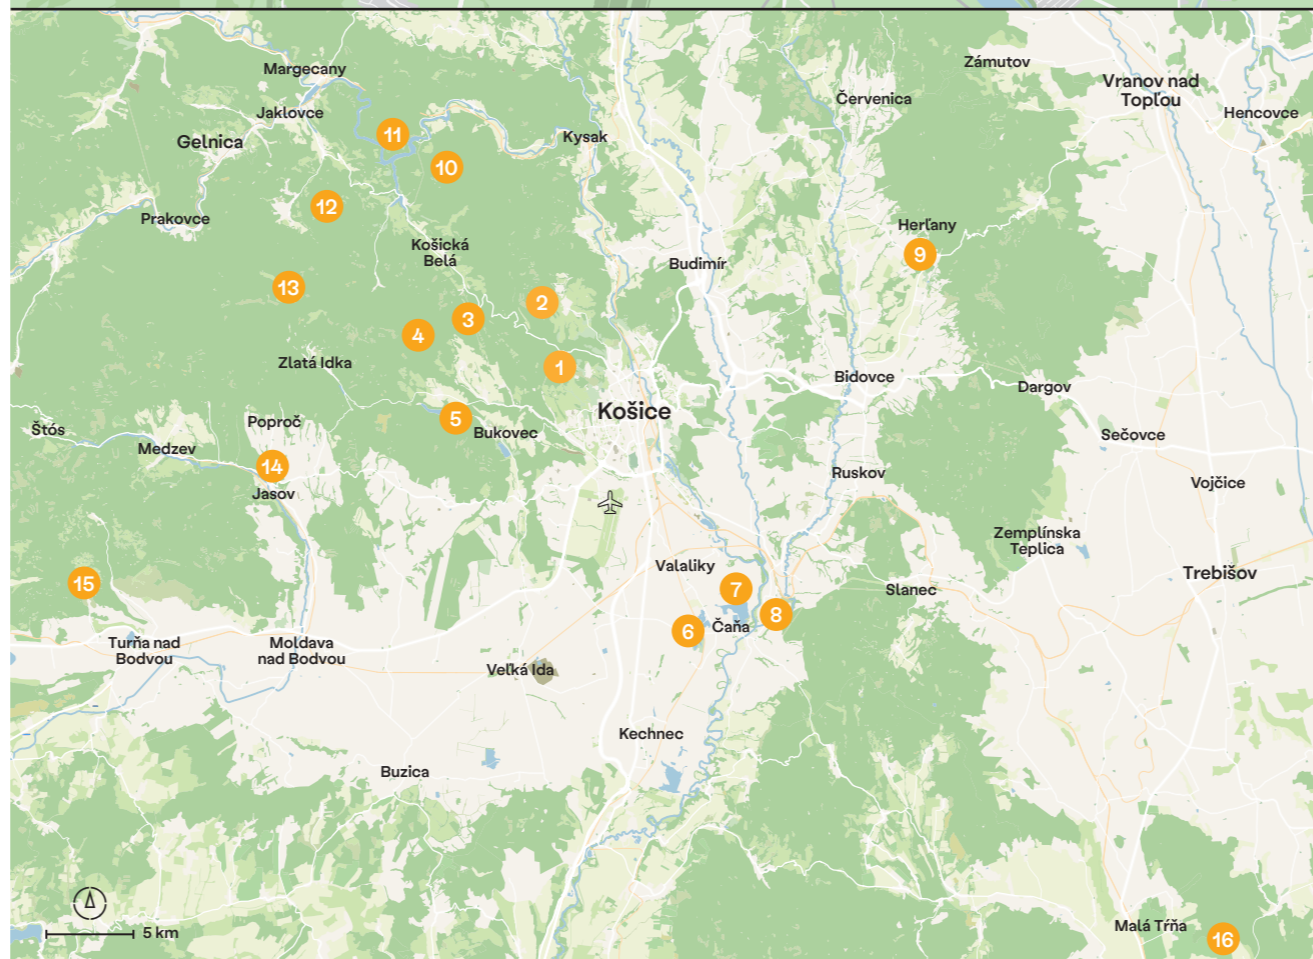 Zámutov
Margecany
Vranov nad
Topľou
Červenica
Jaklovce
Hencovce
11
Kysak
Gelnica
10
12
Prakovce
Herľany
Košická
Belá
9
Budimír
13
2
3
4
Zlatá Idka
1
Bidovce
Dargov
Košice
5
Poproč
Štós
Bukovec
Sečovce
Medzev
14
Jasov
Ruskov
Vojčice
Zemplínska
Teplica
Valaliky
Trebišov
15
7
Slanec
8
6
Čaňa
Turňa nad
Bodvou
Moldava
nad Bodvou
Veľká Ida
Kechnec
Buzica
Malá Tŕňa
16
5 km